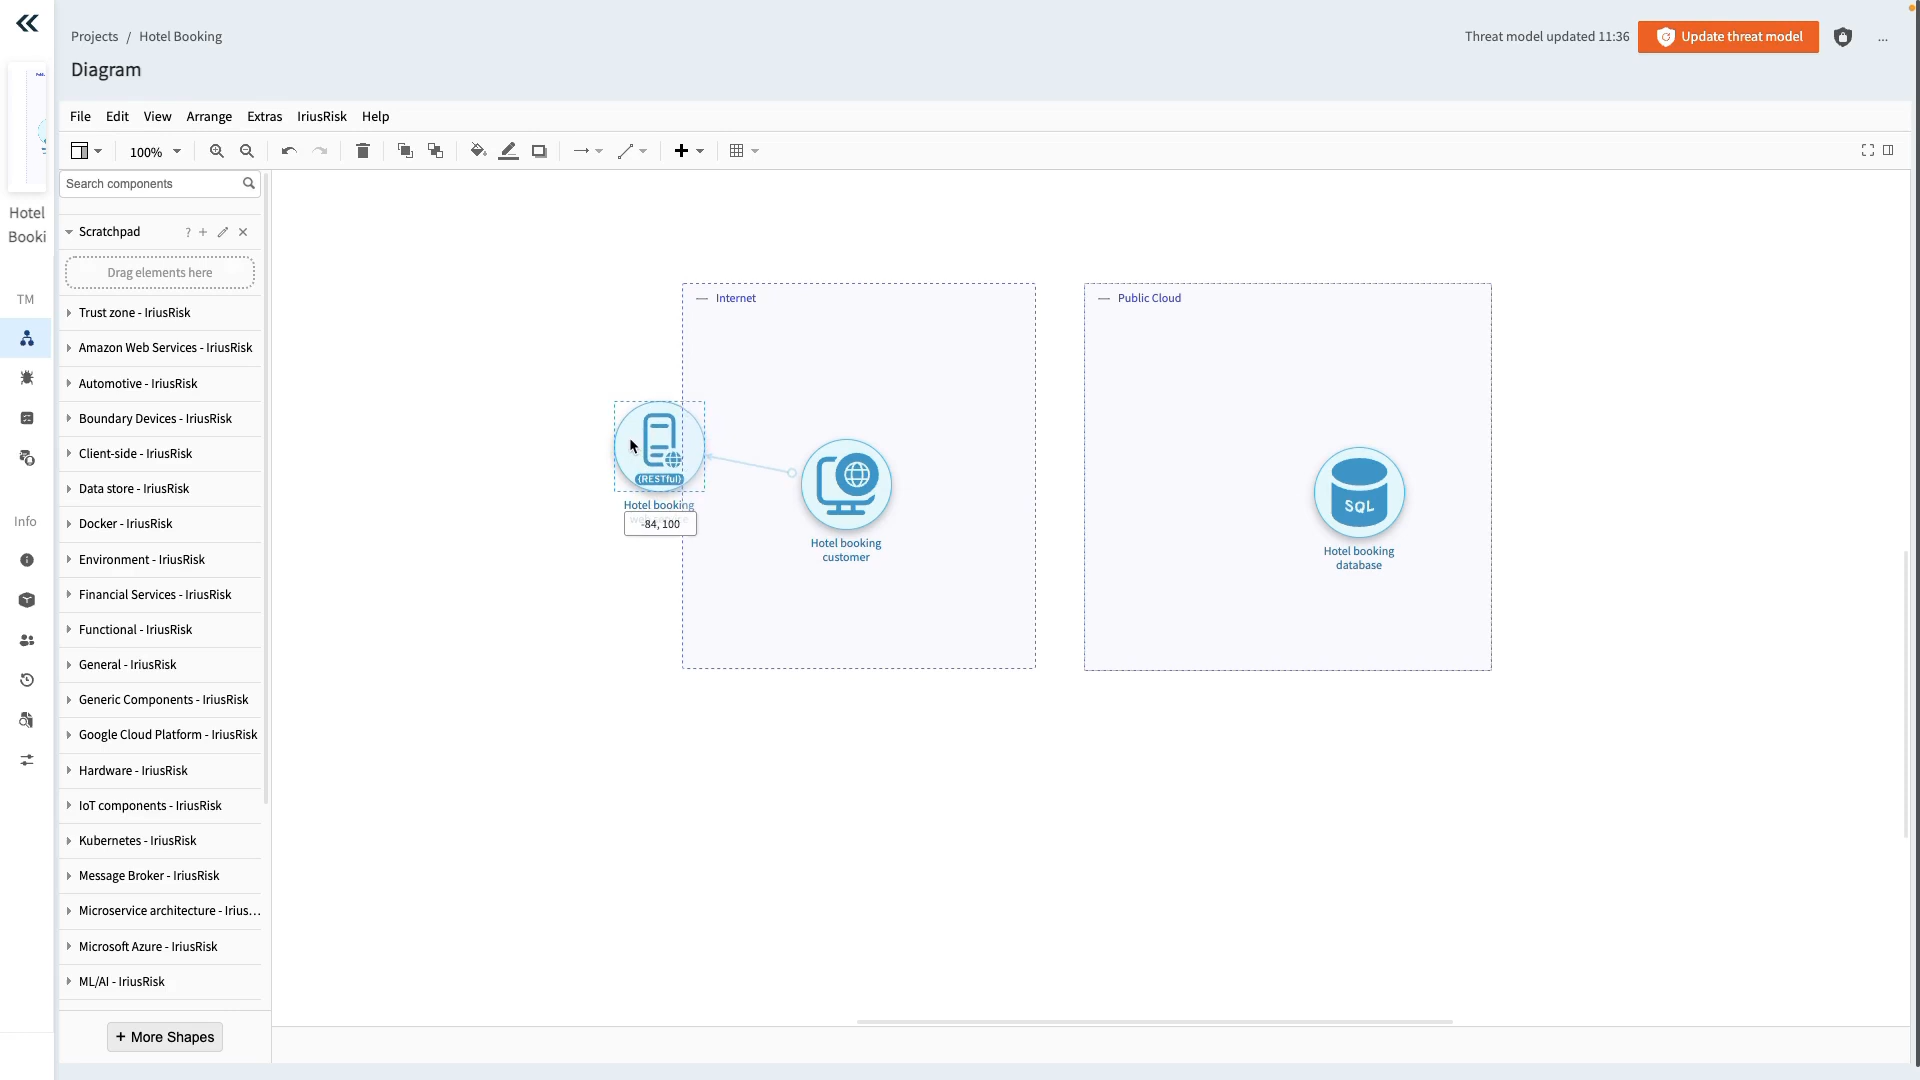 Projects / Hotel Booking
Threat model updated 11:36
Update threat model
...
Diagram
File Edit View Arrange Extras IriusRisk Help
100%
Search components
Scratchpad
?
Drag elements here
Trust zone - IriusRisk
Amazon Web Services - IriusRisk
Automotive - IriusRisk
Boundary Devices - IriusRisk
Client-side - IriusRisk
Data store - IriusRisk
Docker - IriusRisk
Environment - IriusRisk
Financial Services - IriusRisk
Functional - IriusRisk
General - IriusRisk
Generic Components - IriusRisk
Google Cloud Platform - IriusRisk
Hardware - IriusRisk
IoT components - IriusRisk
Kubernetes - IriusRisk
Message Broker - IriusRisk
Microservice architecture - Irius...
Microsoft Azure - IriusRisk
ML/AI - IriusRisk
+ More Shapes
Hotel
Booki
TM
Info
Internet
Public Cloud
(RESTful)
Hotel booking
-84, 100
Hotel booking
customer
SQL
Hotel booking
database